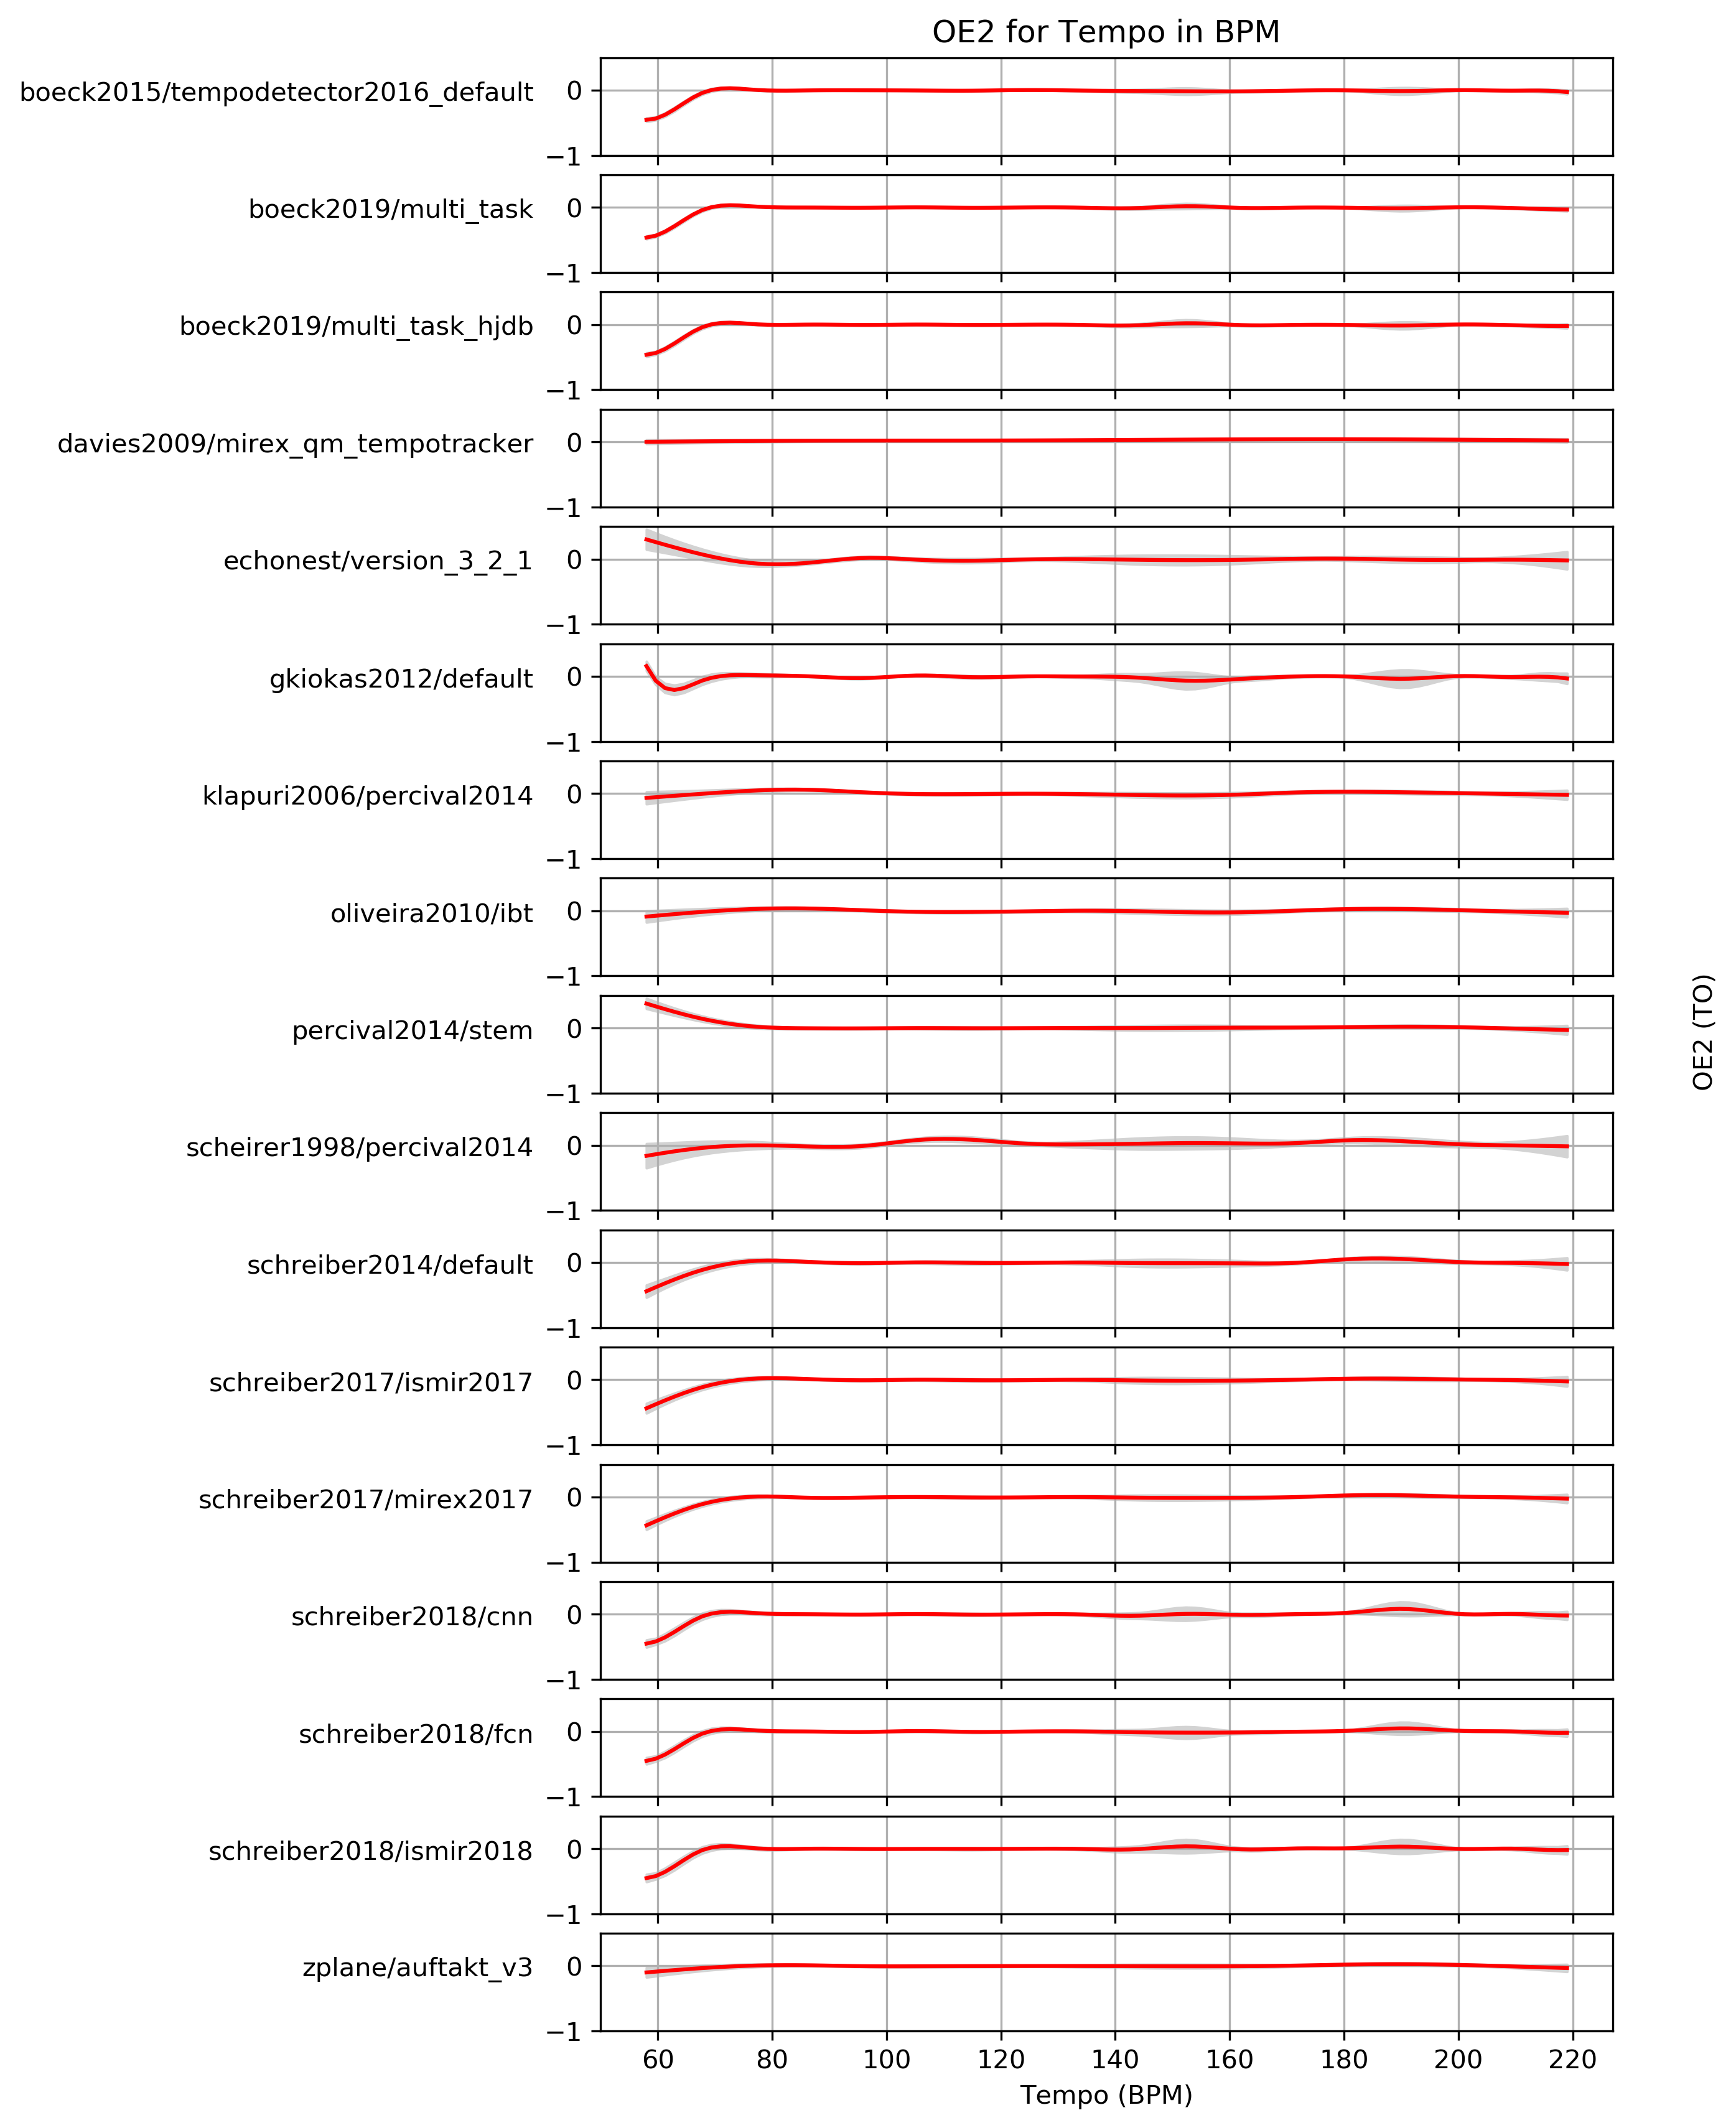 OE2 for Tempo in BPM
boeck2015/tempodetector2016_default
0
−1
boeck2019/multi_task
0
−1
boeck2019/multi_task_hjdb
0
−1
davies2009/mirex_qm_tempotracker
0
−1
echonest/version_3_2_1
0
−1
gkiokas2012/default
0
−1
klapuri2006/percival2014
0
−1
oliveira2010/ibt
0
−1
percival2014/stem
0
−1
scheirer1998/percival2014
0
−1
schreiber2014/default
0
−1
schreiber2017/ismir2017
0
−1
schreiber2017/mirex2017
0
−1
schreiber2018/cnn
0
−1
schreiber2018/fcn
0
−1
schreiber2018/ismir2018
0
−1
zplane/auftakt_v3
0
−1
60 80 100 120 140 160 180 200 220
Tempo (BPM)
OE2 (TO)